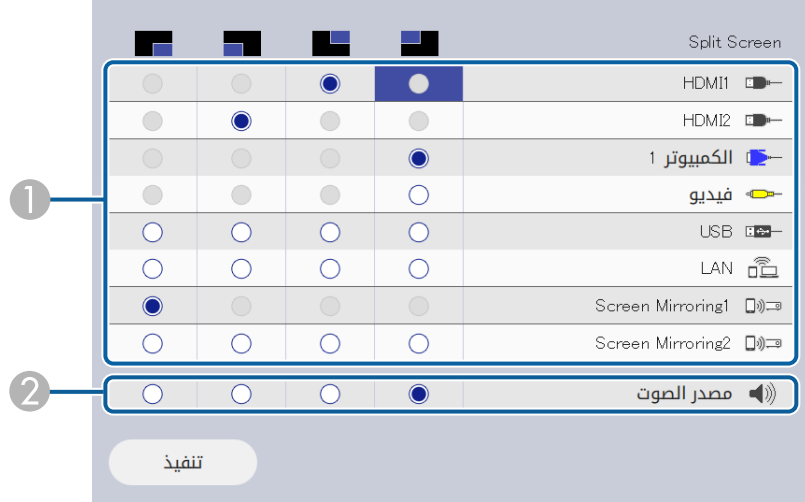 Split Screen
HDMI1
HDMI2
الكمبيوتر 1
فيديو
USB
LAN
Screen Mirroring1
Screen Mirroring2
مصدر الصوت
تنفيذ
1
2